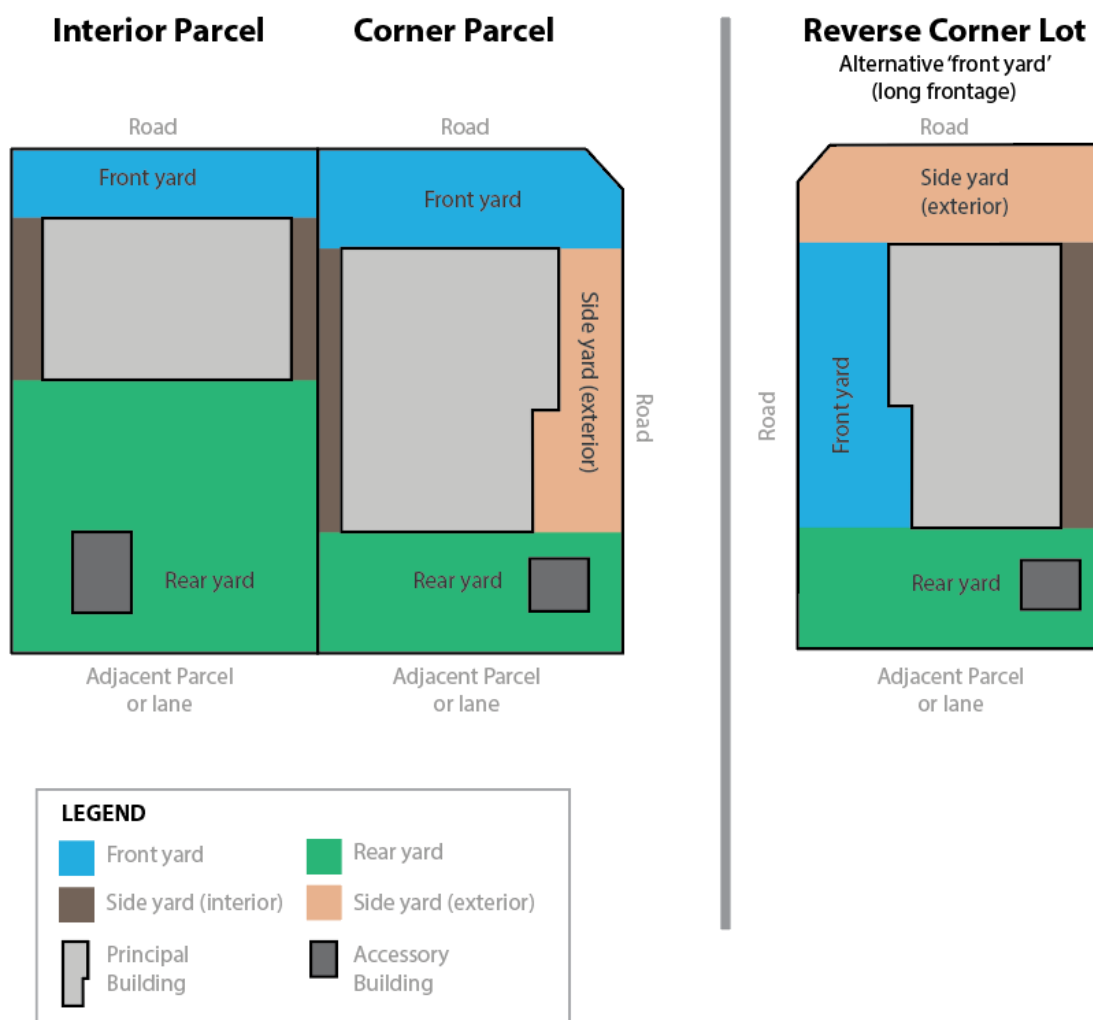 Interior Parcel
Corner Parcel
Road
Road
Front yard
Front yard
Side yard (exterior)
Road
Rear yard
Rear yard
Adjacent Parcel
or lane
Adjacent Parcel
or lane
Reverse Corner Lot
Alternative ‘front yard’
(long frontage)
Road
Side yard
(exterior)
Road
Front yard
Rear yard
Adjacent Parcel
or lane
LEGEND
Front yard
Rear yard
Side yard (interior)
Side yard (exterior)
Principal
Building
Accessory
Building